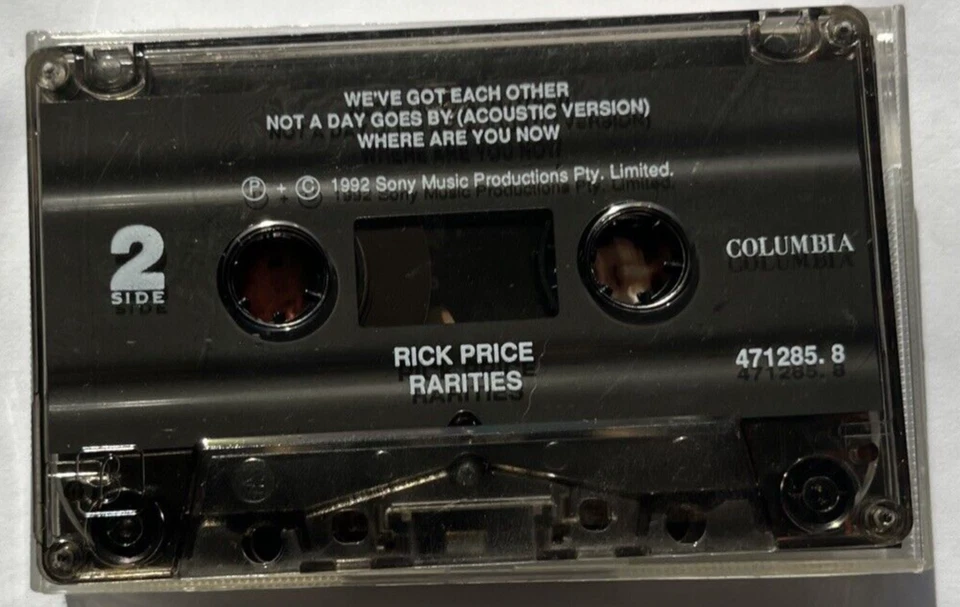 WE'VE GOT EACH OTHER
NOT A DAY GOES BY (ACOUSTIC VERSION)
WHERE ARE YOU NOW
Ⓟ + Ⓒ 1992 Sony Music Productions Pty. Limited.
2
SIDE
COLUMBIA
RICK PRICE
RARITIES
471285. 8